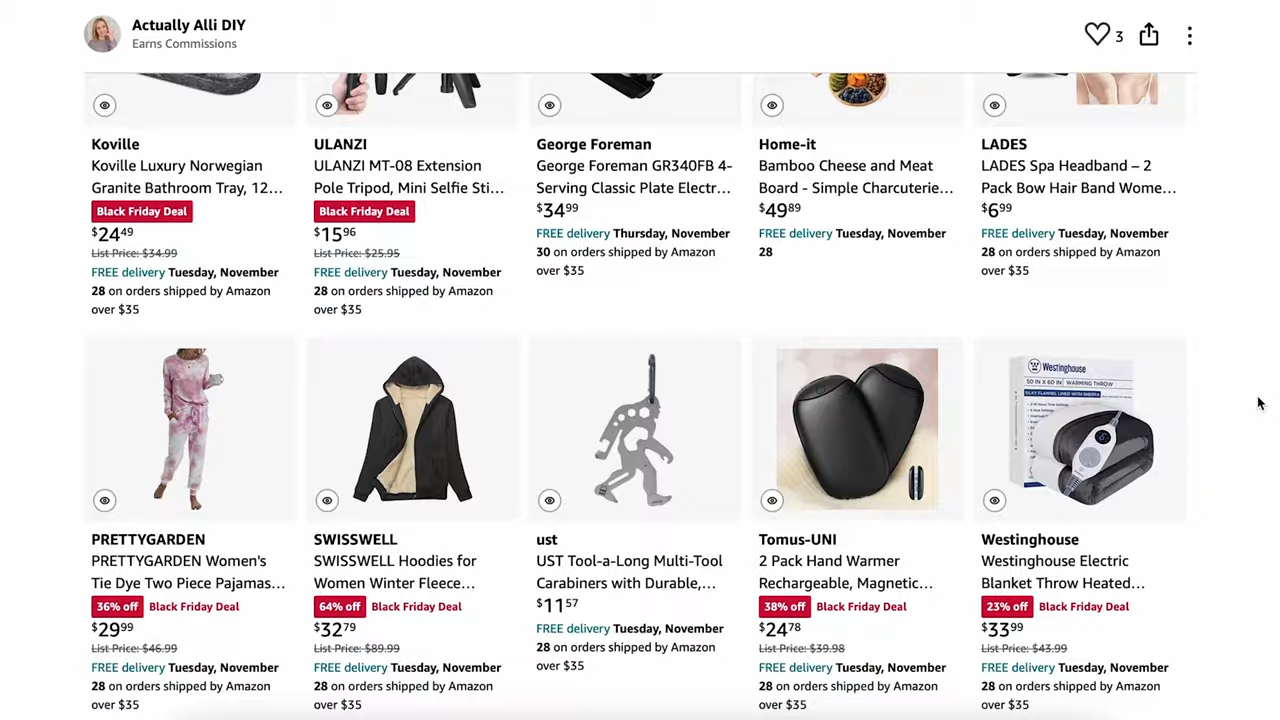 Actually Alli DIY
Earns Commissions
3
Koville
Koville Luxury Norwegian
Granite Bathroom Tray, 12...
Black Friday Deal
$24 49
List Price: $34.99
FREE delivery Tuesday, November
28 on orders shipped by Amazon
over $35
ULANZI
ULANZI MT-08 Extension
Pole Tripod, Mini Selfie Sti...
Black Friday Deal
$15 96
List Price: $25.95
FREE delivery Tuesday, November
28 on orders shipped by Amazon
over $35
George Foreman
George Foreman GR340FB 4-
Serving Classic Plate Electr...
$34 99
FREE delivery Thursday, November
30 on orders shipped by Amazon
over $35
Home-it
Bamboo Cheese and Meat
Board - Simple Charcuterie...
$49 89
FREE delivery Tuesday, November
28
LADES
LADES Spa Headband – 2
Pack Bow Hair Band Wome...
$6 99
FREE delivery Tuesday, November
28 on orders shipped by Amazon
over $35
PRETTYGARDEN
PRETTYGARDEN Women's
Tie Dye Two Piece Pajamas...
36% off Black Friday Deal
$29 99
List Price: $46.99
FREE delivery Tuesday, November
28 on orders shipped by Amazon
over $35
SWISSWELL
SWISSWELL Hoodies for
Women Winter Fleece...
64% off Black Friday Deal
$32 79
List Price: $89.99
FREE delivery Tuesday, November
28 on orders shipped by Amazon
over $35
ust
UST Tool-a-Long Multi-Tool
Carabiners with Durable,...
$11 57
FREE delivery Tuesday, November
28 on orders shipped by Amazon
over $35
Tomus-UNI
2 Pack Hand Warmer
Rechargeable, Magnetic...
38% off Black Friday Deal
$24 78
List Price: $39.98
FREE delivery Tuesday, November
28 on orders shipped by Amazon
over $35
Westinghouse
50 IN X 60 IN WARMING THROW
SILKY FLANNEL LINED WITH SHERPA
Westinghouse
Westinghouse Electric
Blanket Throw Heated...
23% off Black Friday Deal
$33 99
List Price: $43.99
FREE delivery Tuesday, November
28 on orders shipped by Amazon
over $35